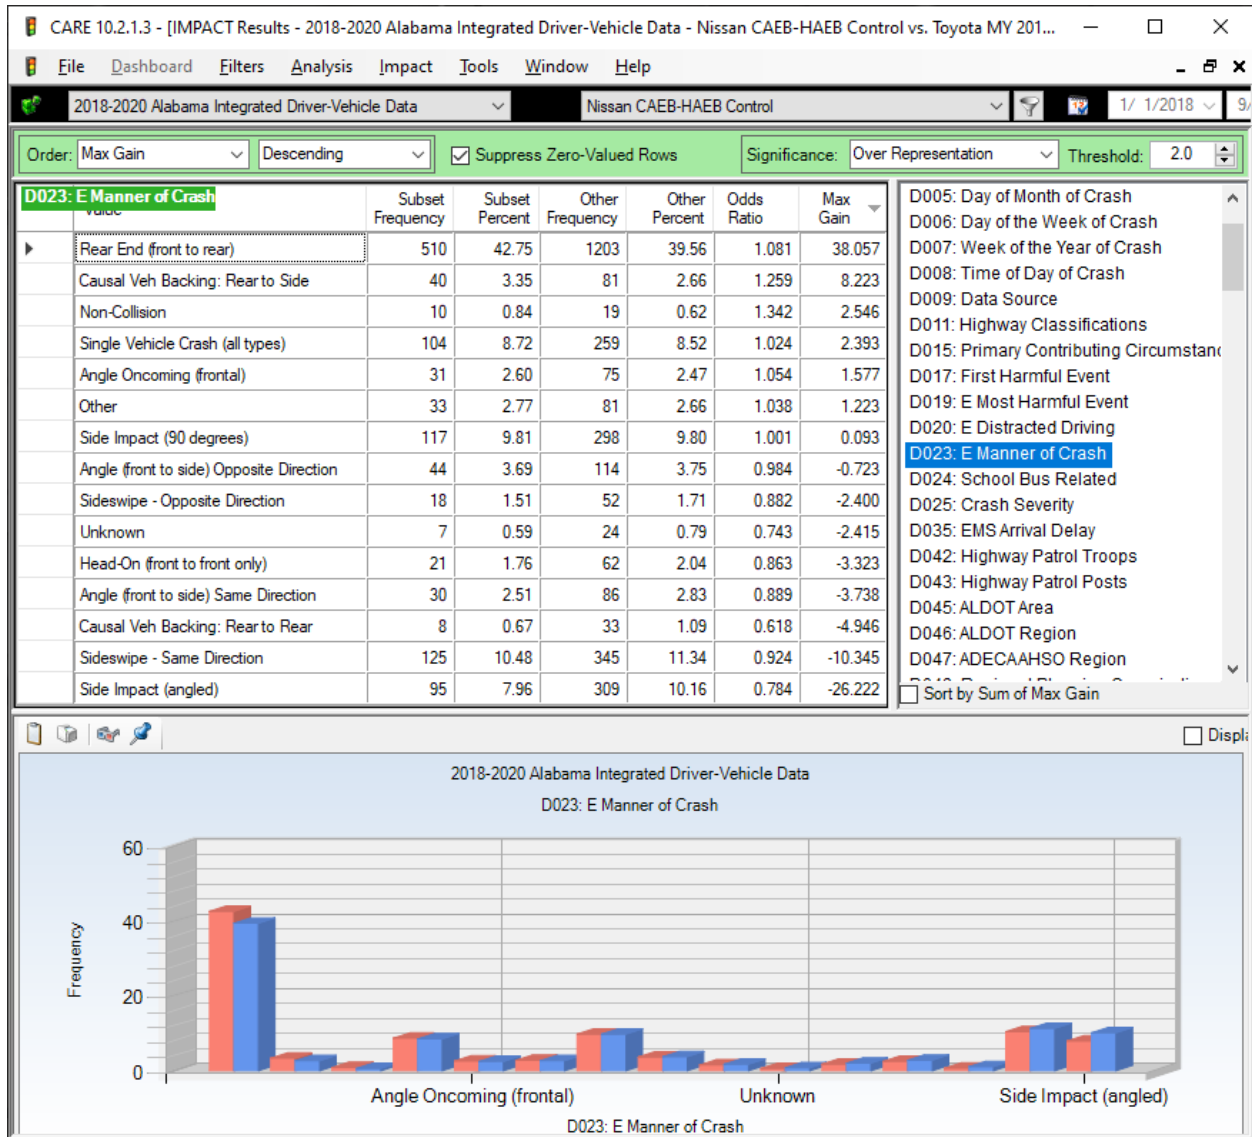 CARE 10.2.1.3 - [IMPACT Results - 2018-2020 Alabama Integrated Driver-Vehicle Data - Nissan CAEB-HAEB Control vs. Toyota MY 201...
File Dashboard Filters Analysis Impact Tools Window Help
2018-2020 Alabama Integrated Driver-Vehicle Data Nissan CAEB-HAEB Control 1/ 1/2018 9/
Order: Max Gain Descending Suppress Zero-Valued Rows Significance: Over Representation Threshold: 2.0
D023: E Manner of Crash
Subset Frequency Subset Percent Other Frequency Other Percent Odds Ratio Max Gain
Rear End (front to rear) 510 42.75 1203 39.56 1.081 38.057
Causal Veh Backing: Rear to Side 40 3.35 81 2.66 1.259 8.223
Non-Collision 10 0.84 19 0.62 1.342 2.546
Single Vehicle Crash (all types) 104 8.72 259 8.52 1.024 2.393
Angle Oncoming (frontal) 31 2.60 75 2.47 1.054 1.577
Other 33 2.77 81 2.66 1.038 1.223
Side Impact (90 degrees) 117 9.81 298 9.80 1.001 0.093
Angle (front to side) Opposite Direction 44 3.69 114 3.75 0.984 -0.723
Sideswipe - Opposite Direction 18 1.51 52 1.71 0.882 -2.400
Unknown 7 0.59 24 0.79 0.743 -2.415
Head-On (front to front only) 21 1.76 62 2.04 0.863 -3.323
Angle (front to side) Same Direction 30 2.51 86 2.83 0.889 -3.738
Causal Veh Backing: Rear to Rear 8 0.67 33 1.09 0.618 -4.946
Sideswipe - Same Direction 125 10.48 345 11.34 0.924 -10.345
Side Impact (angled) 95 7.96 309 10.16 0.784 -26.222
D005: Day of Month of Crash
D006: Day of the Week of Crash
D007: Week of the Year of Crash
D008: Time of Day of Crash
D009: Data Source
D011: Highway Classifications
D015: Primary Contributing Circumstanc
D017: First Harmful Event
D019: E Most Harmful Event
D020: E Distracted Driving
D023: E Manner of Crash
D024: School Bus Related
D025: Crash Severity
D035: EMS Arrival Delay
D042: Highway Patrol Troops
D043: Highway Patrol Posts
D045: ALDOT Area
D046: ALDOT Region
D047: ADECAAHSO Region
Sort by Sum of Max Gain
Displa
2018-2020 Alabama Integrated Driver-Vehicle Data
D023: E Manner of Crash
60
40
20
0
Frequency
Angle Oncoming (frontal) Unknown Side Impact (angled)
D023: E Manner of Crash